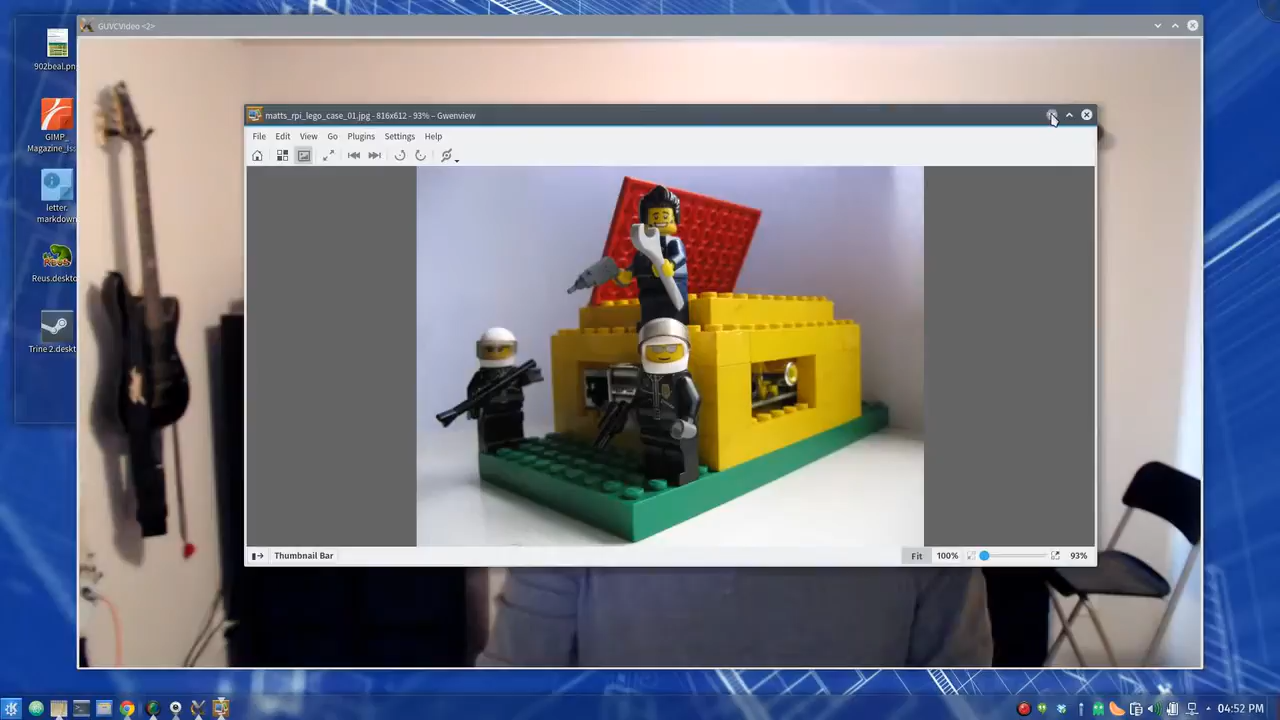 GUVCVideo <2>
902beal.pn
GIMP_
Magazine_Iss
letter.
markdown
Reus.deskto
Trine 2.deskt
matts_rpi_lego_case_01.jpg - 816x612 - 93% – Gwenview
File Edit View Go Plugins Settings Help
Thumbnail Bar
Fit 100% 93%
04:52 PM